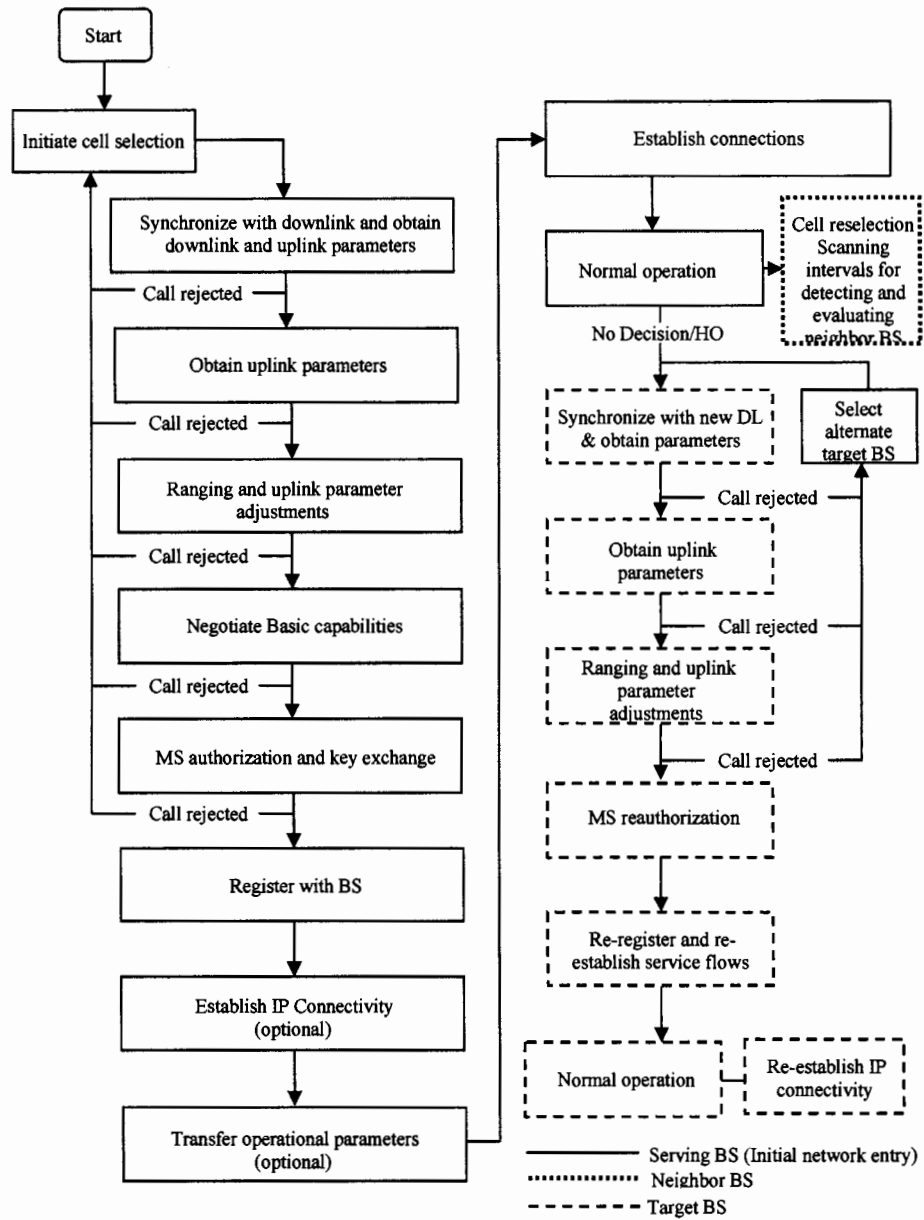 Start
Initiate cell selection
Synchronize with downlink and obtain
downlink and uplink parameters
Call rejected
Obtain uplink parameters
Call rejected
Ranging and uplink parameter
adjustments
Call rejected
Negotiate Basic capabilities
Call rejected
MS authorization and key exchange
Call rejected
Register with BS
Establish IP Connectivity
(optional)
Transfer operational parameters
(optional)
Establish connections
Normal operation
Cell reselection
Scanning
intervals for
detecting and
evaluating
neighbor BS
No Decision/HO
Synchronize with new DL
& obtain parameters
Select
alternate
target BS
Call rejected
Obtain uplink
parameters
Call rejected
Ranging and uplink
parameter
adjustments
Call rejected
MS reauthorization
Re-register and re-
establish service flows
Normal operation
Re-establish IP
connectivity
Serving BS (Initial network entry)
Neighbor BS
Target BS